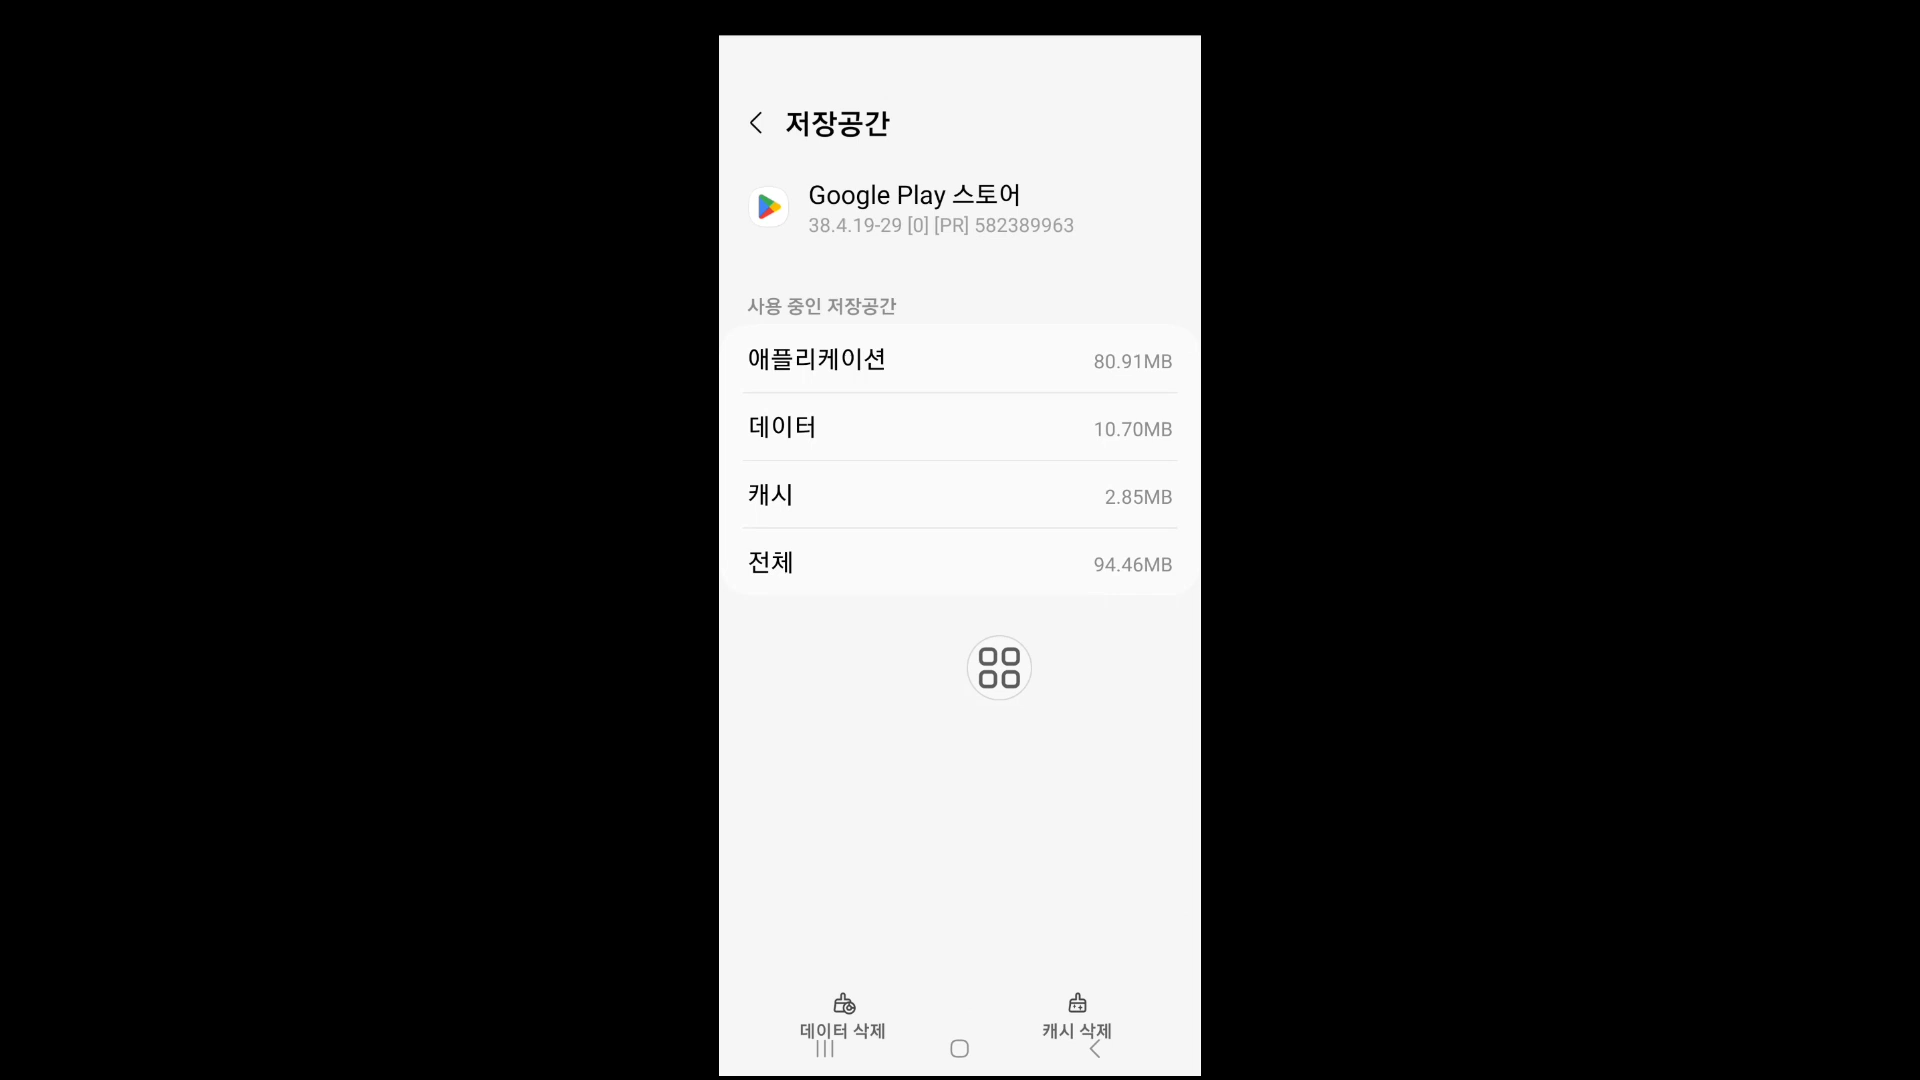 저장공간
Google Play 스토어
38.4.19-29 [0] [PR] 582389963
사용 중인 저장공간
애플리케이션 80.91MB
데이터 10.70MB
캐시 2.85MB
전체 94.46MB
데이터 삭제 캐시 삭제